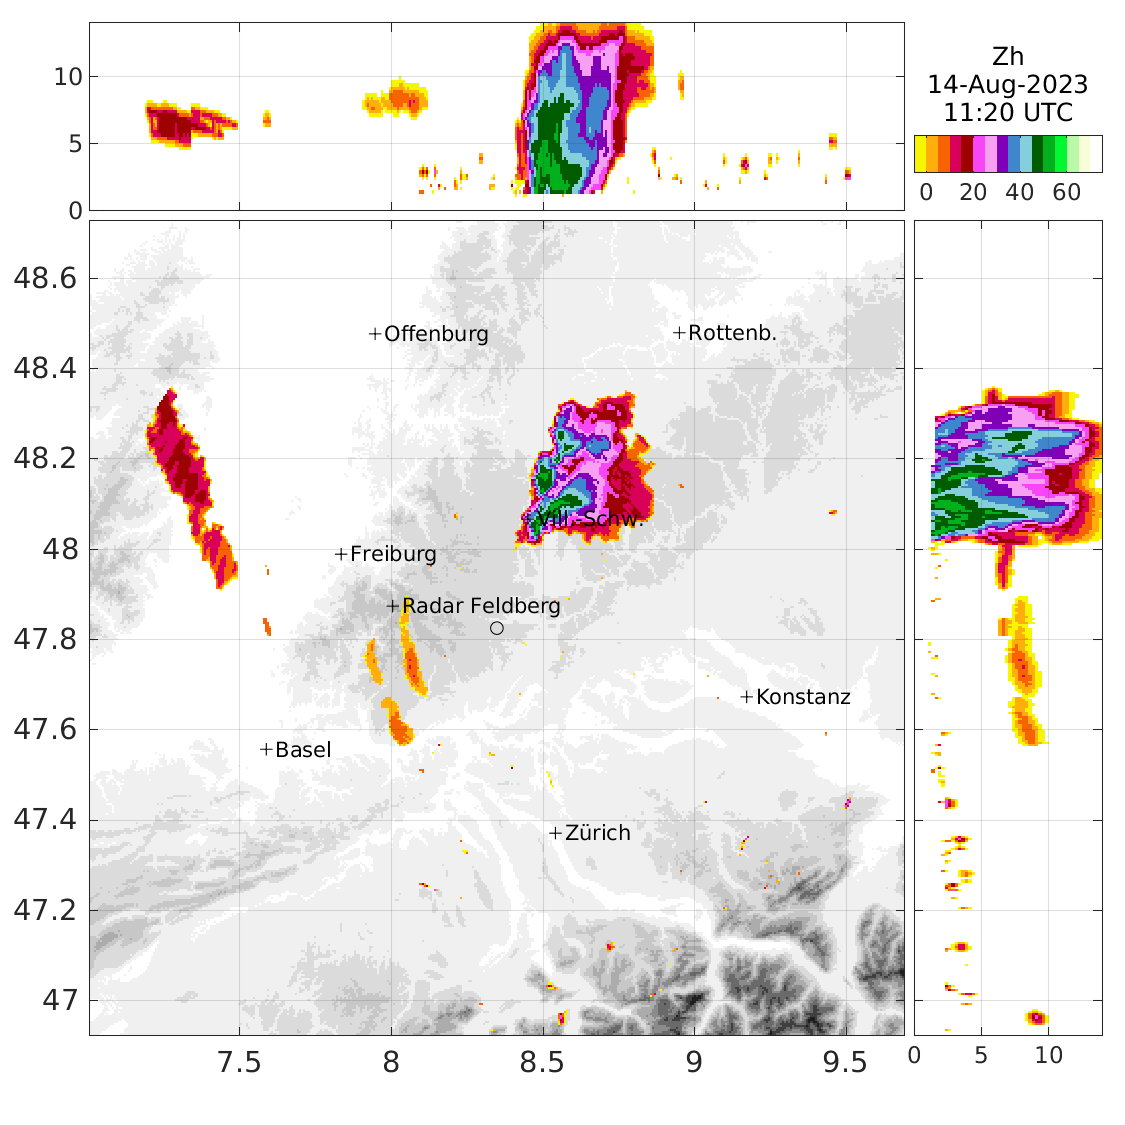 10
5
0
Zh
14-Aug-2023
11:20 UTC
0 20 40 60
48.6
48.4
48.2
48
47.8
47.6
47.4
47.2
47
Offenburg
Rottenb.
Vill.-Schw.
Freiburg
Radar Feldberg
Konstanz
Basel
Zürich
7.5 8 8.5 9 9.5
0 5 10